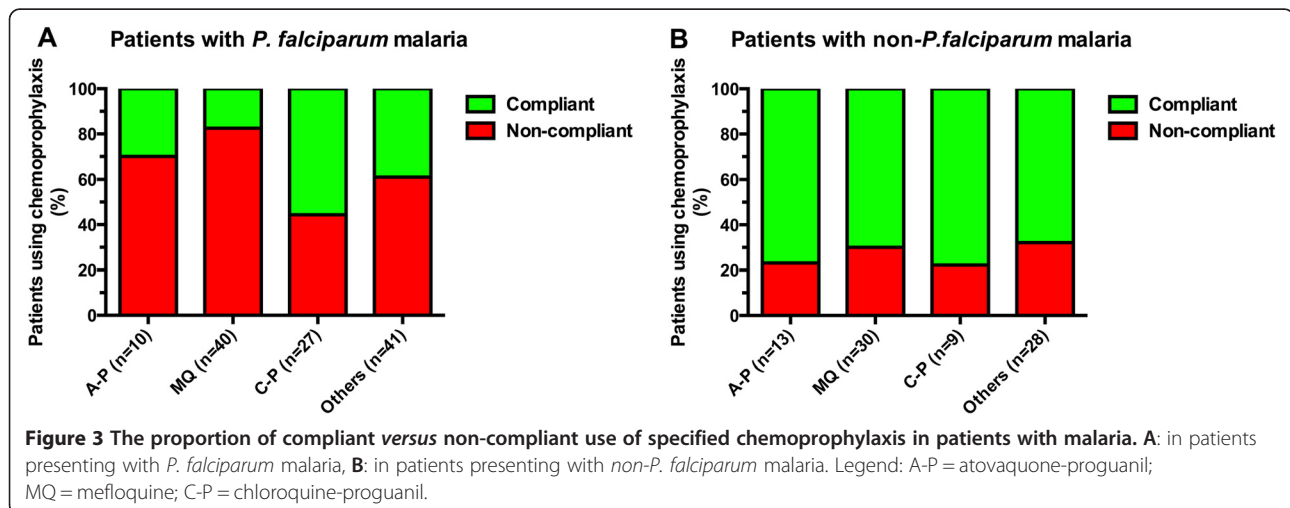 A Patients with P. falciparum malaria
Patients using chemoprophylaxis
(%)
100
80
60
40
20
0
A-P (n=10)
MQ (n=40)
C-P (n=27)
Others (n=41)
Compliant
Non-compliant
B Patients with non-P.falciparum malaria
Patients using chemoprophylaxis
(%)
100
80
60
40
20
0
A-P (n=13)
MQ (n=30)
C-P (n=9)
Others (n=28)
Compliant
Non-compliant
Figure 3 The proportion of compliant versus non-compliant use of specified chemoprophylaxis in patients with malaria. A: in patients
presenting with P. falciparum malaria, B: in patients presenting with non-P. falciparum malaria. Legend: A-P = atovaquone-proguanil;
MQ = mefloquine; C-P = chloroquine-proguanil.